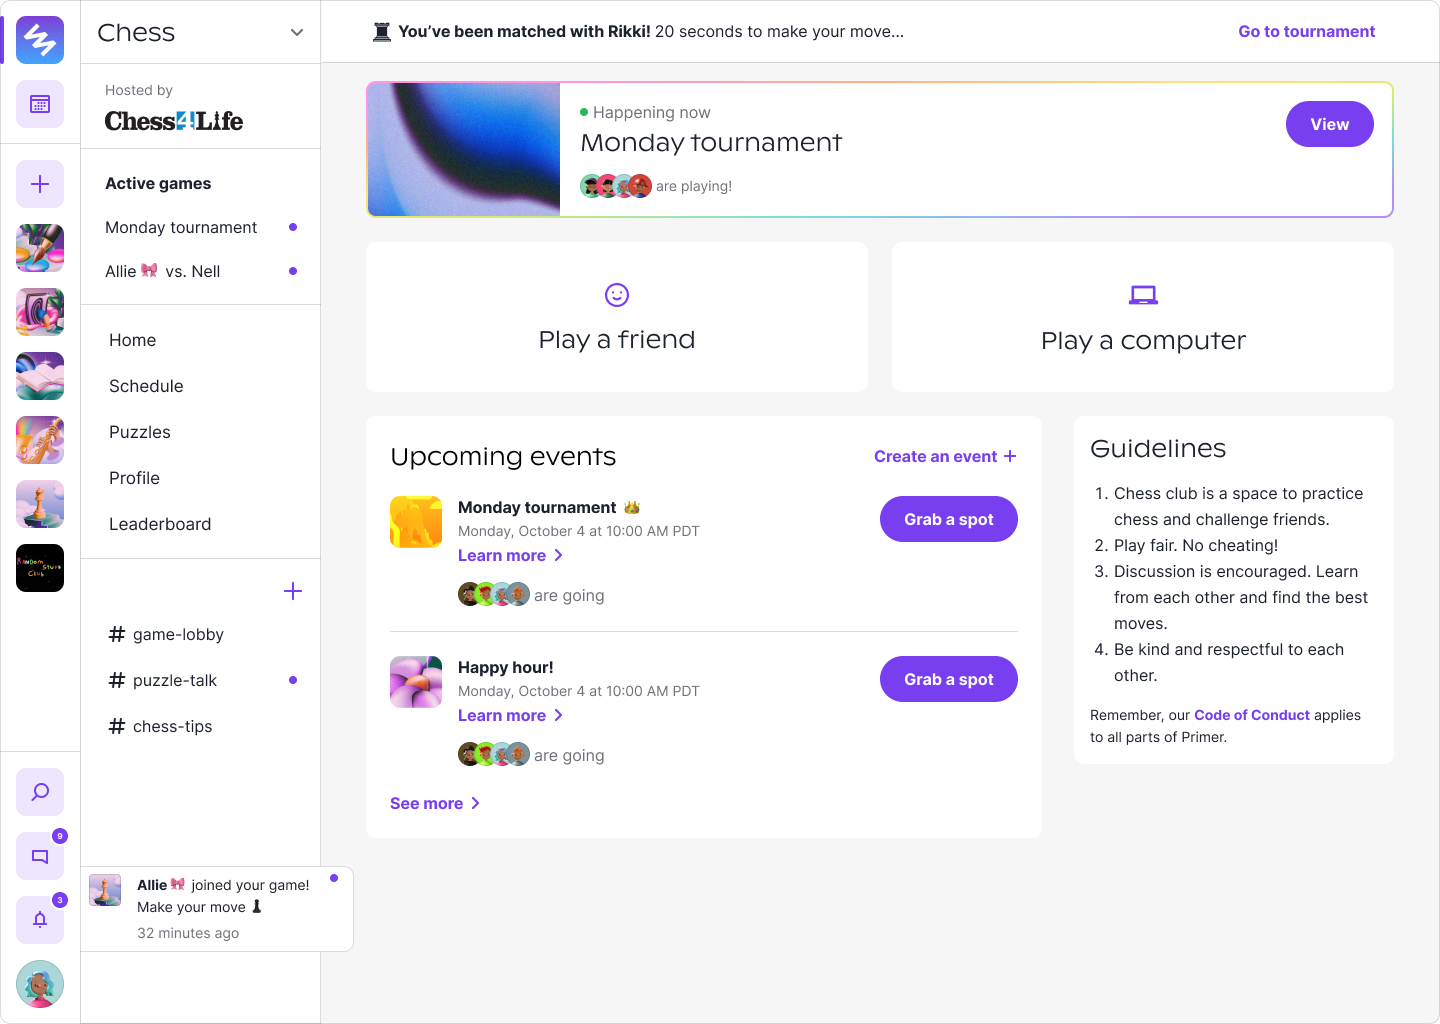 Chess
Hosted by
Chess4Life
Active games
Monday tournament
Allie 🎀 vs. Nell
Home
Schedule
Puzzles
Profile
Leaderboard
# game-lobby
# puzzle-talk
# chess-tips
RanDom Stuff
Club
9
3
Allie 🎀 joined your game!
Make your move ♟
32 minutes ago
You’ve been matched with Rikki! 20 seconds to make your move...
Go to tournament
Happening now
Monday tournament
are playing!
View
Play a friend
Play a computer
Upcoming events
Create an event +
Monday tournament 👑
Monday, October 4 at 10:00 AM PDT
Learn more >
are going
Grab a spot
Happy hour!
Monday, October 4 at 10:00 AM PDT
Learn more >
are going
Grab a spot
See more >
Guidelines
1. Chess club is a space to practice
chess and challenge friends.
2. Play fair. No cheating!
3. Discussion is encouraged. Learn
from each other and find the best
moves.
4. Be kind and respectful to each
other.
Remember, our Code of Conduct applies
to all parts of Primer.